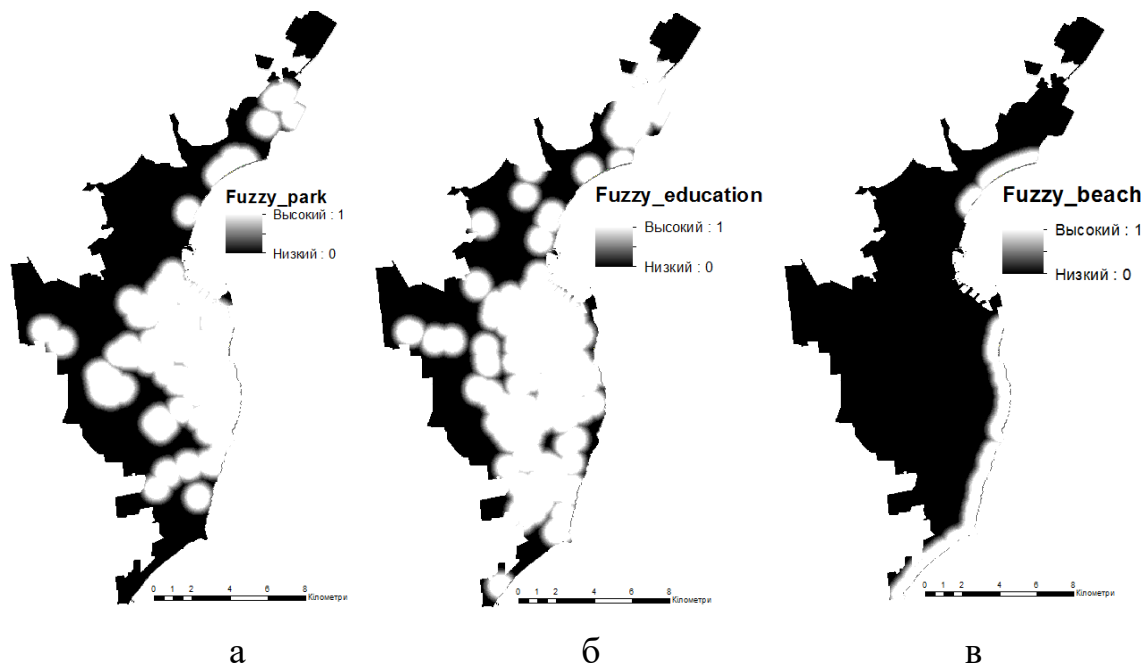 Fuzzy_park
Высокий : 1
Низкий : 0
0 1 2 4 6 8
Кілометри
а
Fuzzy_education
Высокий : 1
Низкий : 0
0 1 2 4 6 8
Кілометри
б
Fuzzy_beach
Высокий : 1
Низкий : 0
0 1 2 4 6 8
Кілометри
в